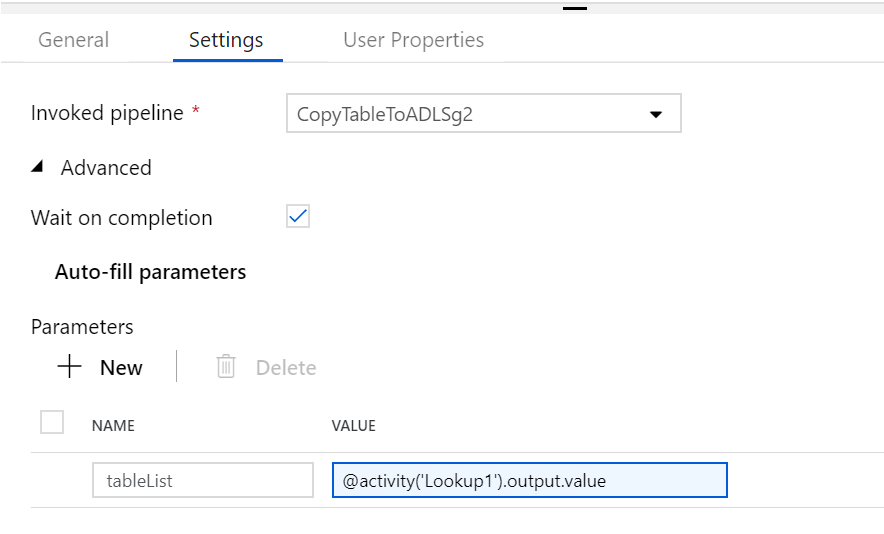 General Settings User Properties
Invoked pipeline * CopyTableToADLSg2
Advanced
Wait on completion
Auto-fill parameters
Parameters
New Delete
NAME VALUE
tableList @activity('Lookup1').output.value